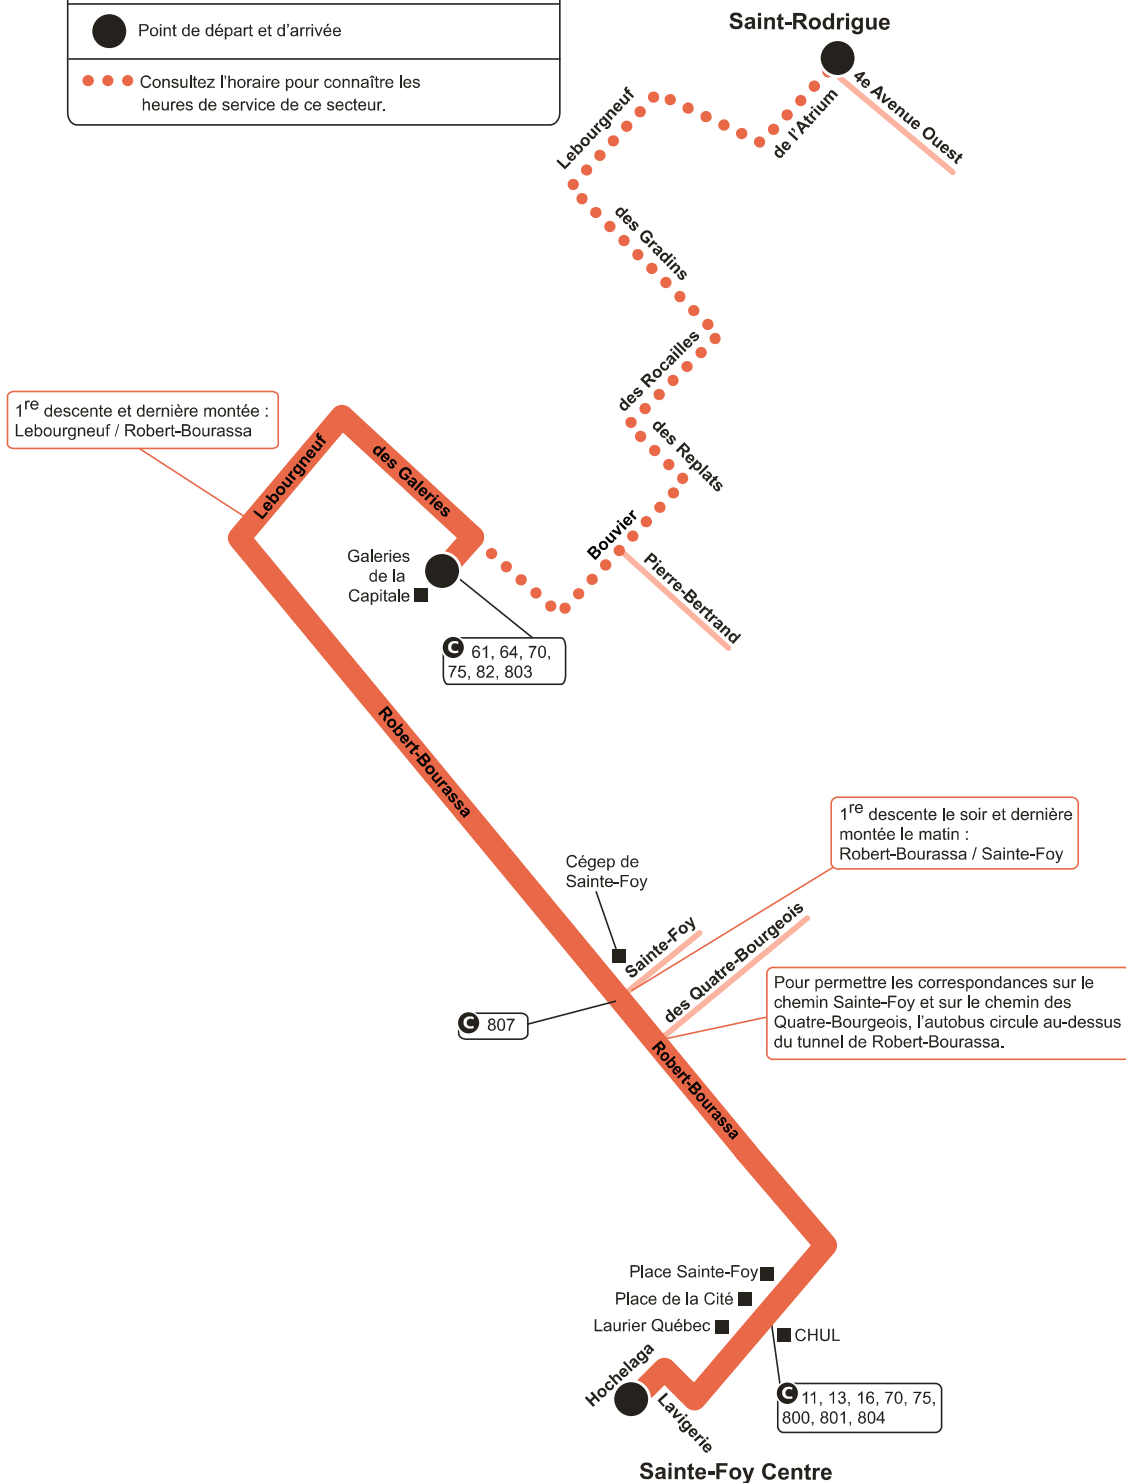 Point de départ et d'arrivée
Consultez l'horaire pour connaître les
heures de service de ce secteur.
Saint-Rodrigue
4e Avenue Ouest
de l'Atrium
Lebourgneuf
des Gradins
des Rocailles
des Replats
Bouvier
Pierre-Bertrand
1re descente et dernière montée :
Lebourgneuf / Robert-Bourassa
Lebourgneuf
des Galeries
Galeries
de la
Capitale
C 61, 64, 70,
75, 82, 803
Robert-Bourassa
1re descente le soir et dernière
montée le matin :
Robert-Bourassa / Sainte-Foy
Cégep de
Sainte-Foy
Sainte-Foy
des Quatre-Bourgeois
Pour permettre les correspondances sur le
chemin Sainte-Foy et sur le chemin des
Quatre-Bourgeois, l'autobus circule au-dessus
du tunnel de Robert-Bourassa.
C 807
Robert-Bourassa
Place Sainte-Foy
Place de la Cité
Laurier Québec
CHUL
Hochelaga
Lavigerie
C 11, 13, 16, 70, 75,
800, 801, 804
Sainte-Foy Centre